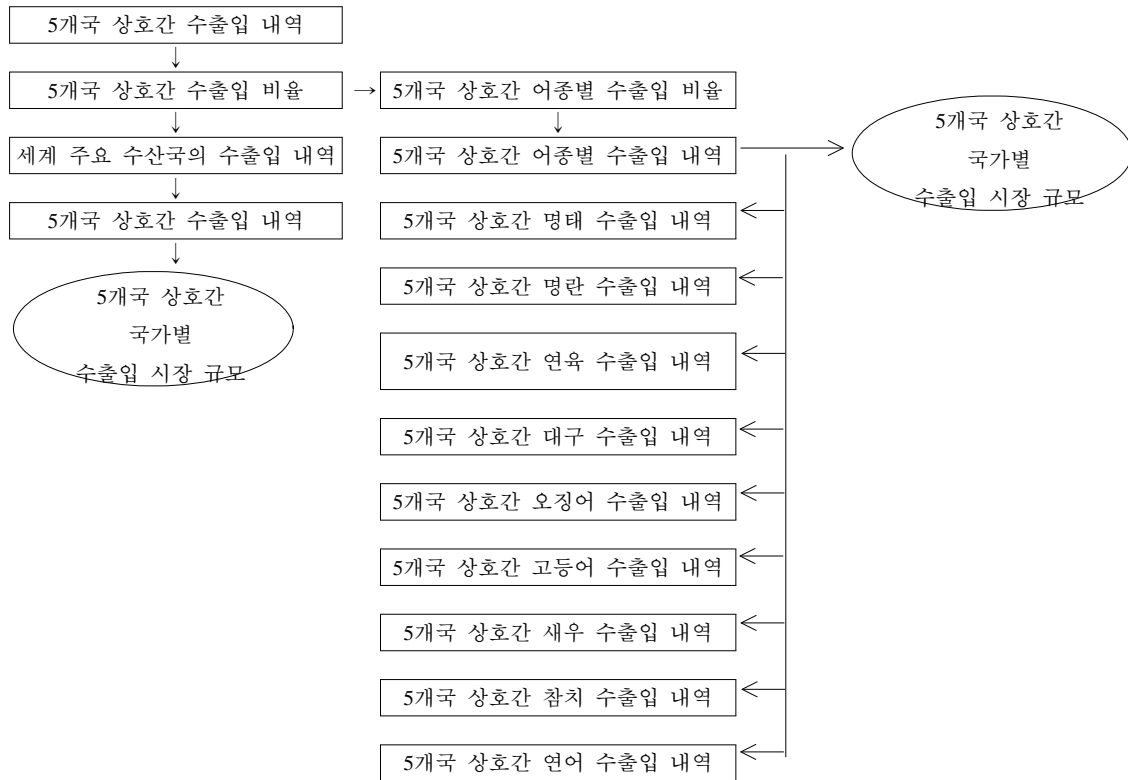 5개국 상호간 수출입 내역
5개국 상호간 수출입 비율
세계 주요 수산국의 수출입 내역
5개국 상호간 수출입 내역
5개국 상호간
국가별
수출입 시장 규모
5개국 상호간 어종별 수출입 비율
5개국 상호간 어종별 수출입 내역
5개국 상호간 명태 수출입 내역
5개국 상호간 명란 수출입 내역
5개국 상호간 연육 수출입 내역
5개국 상호간 대구 수출입 내역
5개국 상호간 오징어 수출입 내역
5개국 상호간 고등어 수출입 내역
5개국 상호간 새우 수출입 내역
5개국 상호간 참치 수출입 내역
5개국 상호간 연어 수출입 내역
5개국 상호간
국가별
수출입 시장 규모